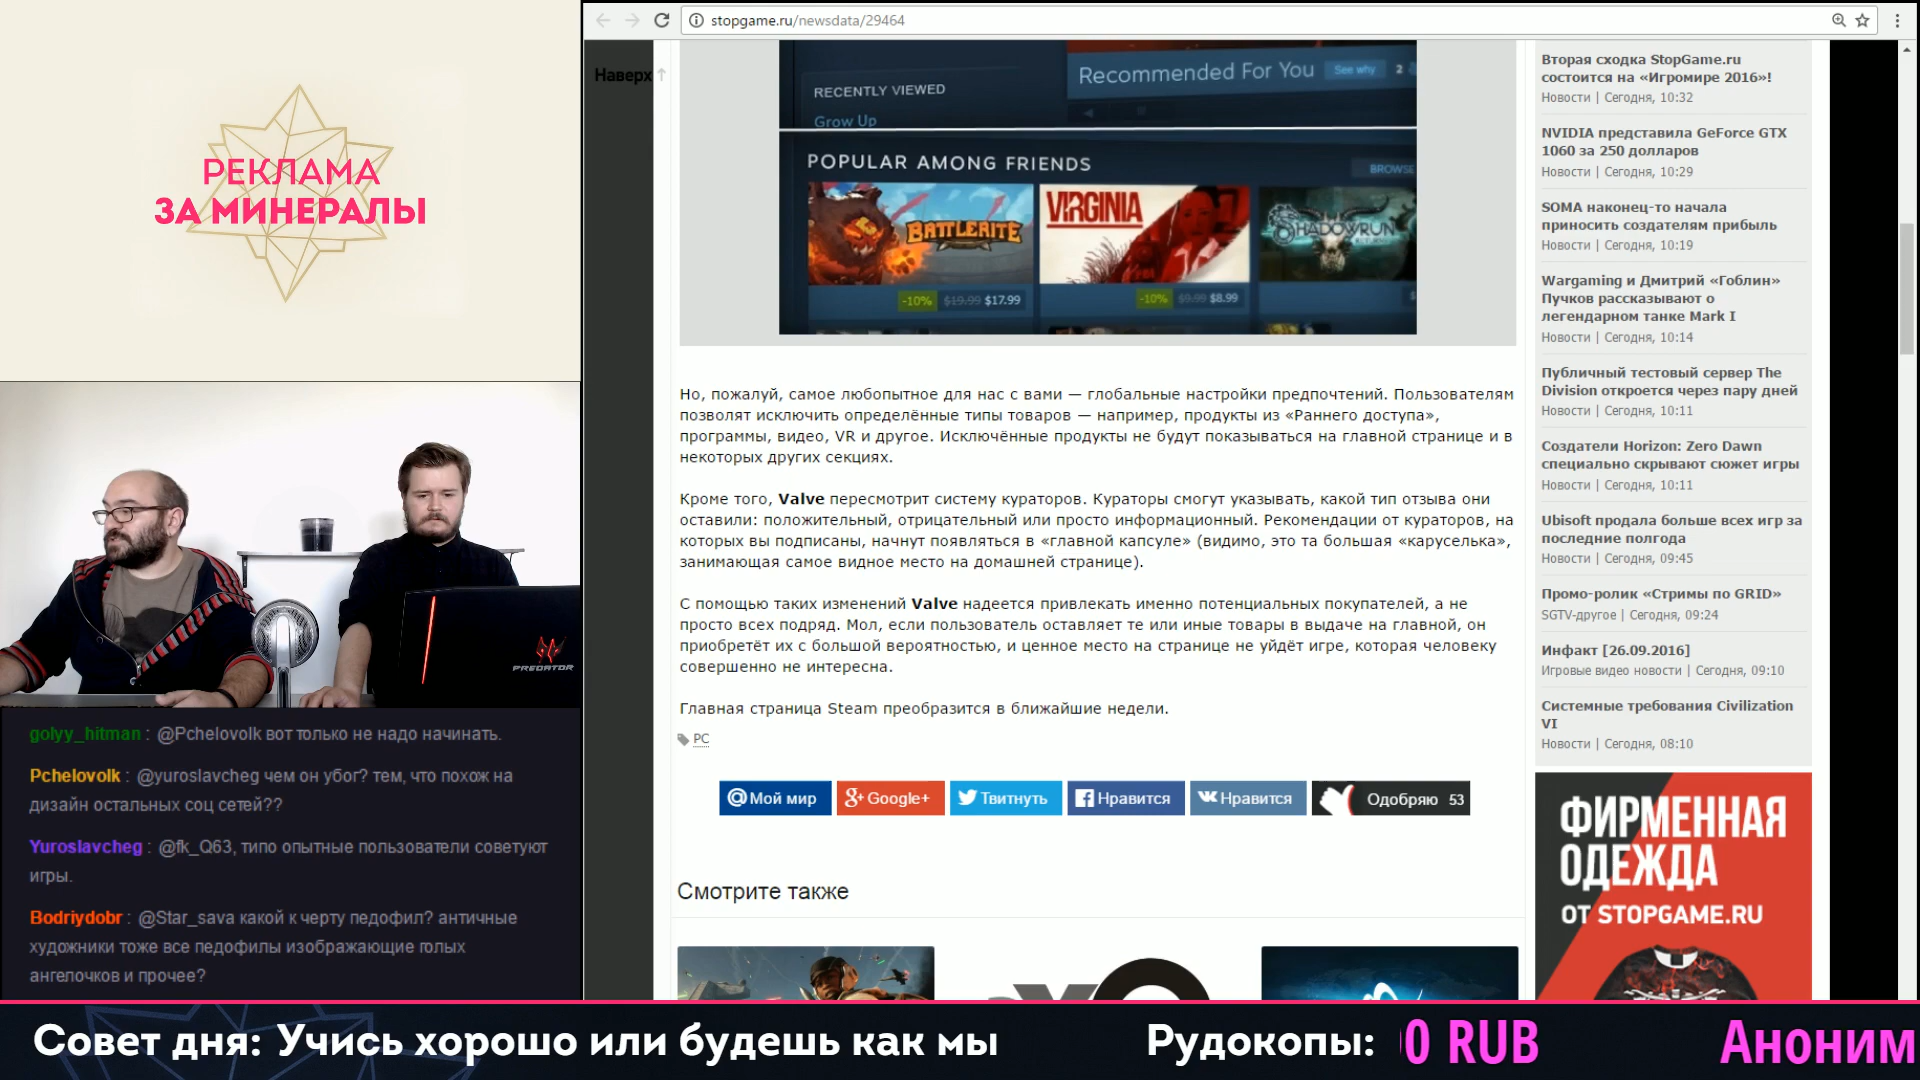 РЕКЛАМА
ЗА МИНЕРАЛЫ
PREDATOR
golyy_hitman : @Pchelovolk вот только не надо начинать.
Pchelovolk : @yuroslavcheg чем он убог? тем, что похож на
дизайн остальных соц сетей??
Yuroslavcheg : @fk_Q63, типо опытные пользователи советуют
игры.
Bodriydobr : @Star_sava какой к черту педофил? античные
художники тоже все педофилы изображающие голых
ангелочков и прочее?
stopgame.ru/newsdata/29464
Наверх ↑
RECENTLY VIEWED
Grow Up
Recommended For You
See why
2
POPULAR AMONG FRIENDS
BROWSE
BATTLERITE
VIRGINIA
SHADOWRUN
-10% $19.99 $17.99
-10% $9.99 $8.99
Но, пожалуй, самое любопытное для нас с вами — глобальные настройки предпочтений. Пользователям
позволят исключить определённые типы товаров — например, продукты из «Раннего доступа»,
программы, видео, VR и другое. Исключённые продукты не будут показываться на главной странице и в
некоторых других секциях.
Кроме того, Valve пересмотрит систему кураторов. Кураторы смогут указывать, какой тип отзыва они
оставили: положительный, отрицательный или просто информационный. Рекомендации от кураторов, на
которых вы подписаны, начнут появляться в «главной капсуле» (видимо, это та большая «каруселька»,
занимающая самое видное место на домашней странице).
С помощью таких изменений Valve надеется привлекать именно потенциальных покупателей, а не
просто всех подряд. Мол, если пользователь оставляет те или иные товары в выдаче на главной, он
приобретёт их с большой вероятностью, и ценное место на странице не уйдёт игре, которая человеку
совершенно не интересна.
Главная страница Steam преобразится в ближайшие недели.
PC
Мой мир
Google+
Твитнуть
Нравится
Нравится
Одобряю 53
Смотрите также
Вторая сходка StopGame.ru
состоится на «Игромире 2016»!
Новости | Сегодня, 10:32
NVIDIA представила GeForce GTX
1060 за 250 долларов
Новости | Сегодня, 10:29
SOMA наконец-то начала
приносить создателям прибыль
Новости | Сегодня, 10:19
Wargaming и Дмитрий «Гоблин»
Пучков рассказывают о
легендарном танке Mark I
Новости | Сегодня, 10:14
Публичный тестовый сервер The
Division откроется через пару дней
Новости | Сегодня, 10:11
Создатели Horizon: Zero Dawn
специально скрывают сюжет игры
Новости | Сегодня, 10:11
Ubisoft продала больше всех игр за
последние полгода
Новости | Сегодня, 09:45
Промо-ролик «Стримы по GRID»
SGTV-другое | Сегодня, 09:24
Инфакт [26.09.2016]
Игровые видео новости | Сегодня, 09:10
Системные требования Civilization
VI
Новости | Сегодня, 08:10
ФИРМЕННАЯ
ОДЕЖДА
ОТ STOPGAME.RU
Совет дня: Учись хорошо или будешь как мы
Рудокопы: 0 RUB Аноним